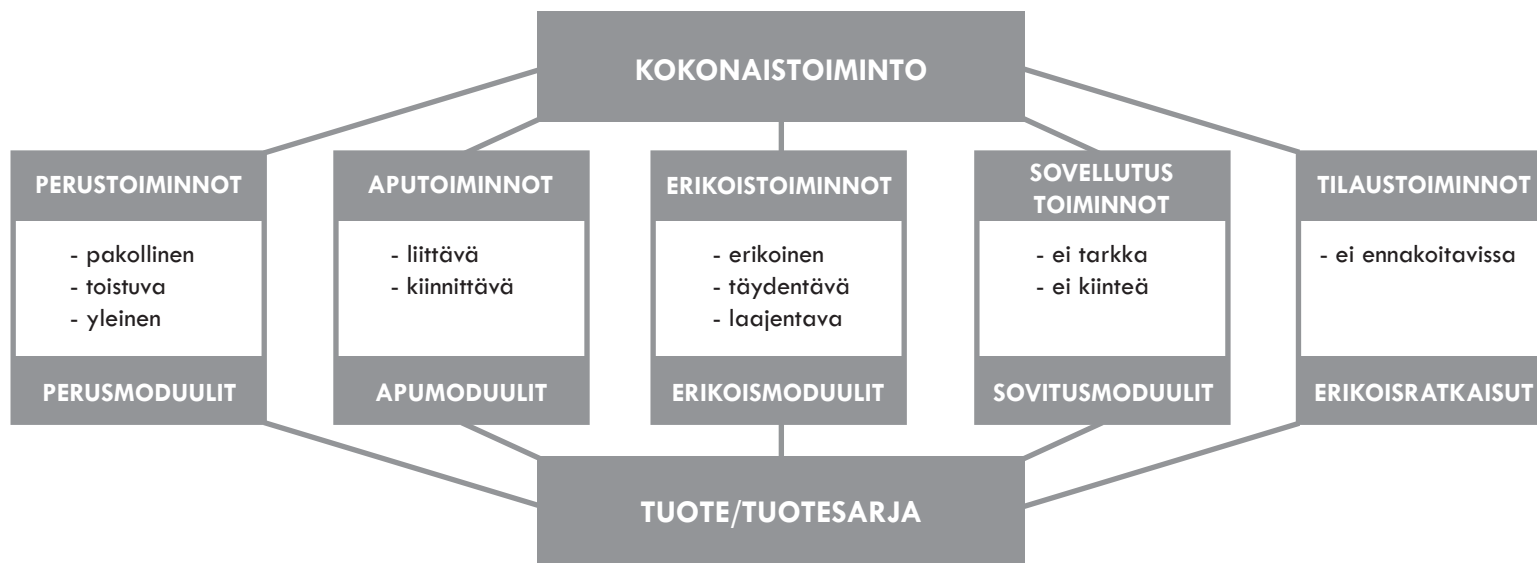 KOKONAISTOIMINTO
PERUSTOIMINNOT
- pakollinen
- toistuva
- yleinen
PERUSMODUULIT
APUTOIMINNOT
- liittävä
- kiinnittävä
APUMODUULIT
ERIKOISTOIMINNOT
- erikoinen
- täydentävä
- laajentava
ERIKOISMODUULIT
SOVELLUTUS
TOIMINNOT
- ei tarkka
- ei kiinteä
SOVITUSMODUULIT
TILAUSTOIMINNOT
- ei ennakoitavissa
ERIKOISRATKAISUT
TUOTE/TUOTESARJA